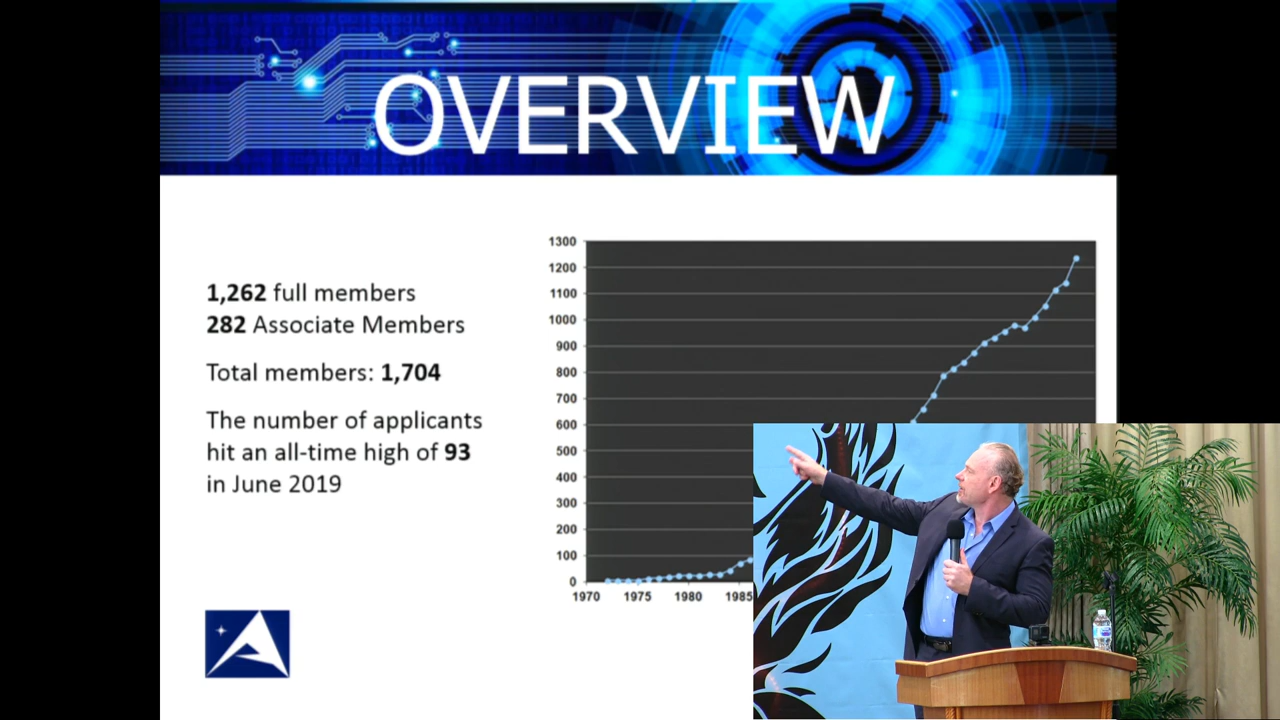 OVERVIEW
1,262 full members
282 Associate Members
Total members: 1,704
The number of applicants
hit an all-time high of 93
in June 2019
1300
1200
1100
1000
900
800
700
600
500
400
300
200
100
0
1970
1975
1980
1985